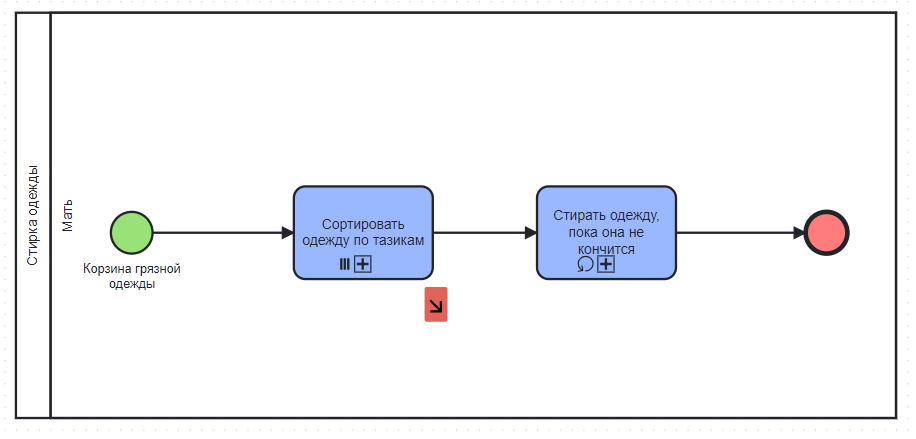 Стирка одежды
Мать
Корзина грязной
одежды
Сортировать
одежду по тазикам
Стирать одежду,
пока она не
кончится